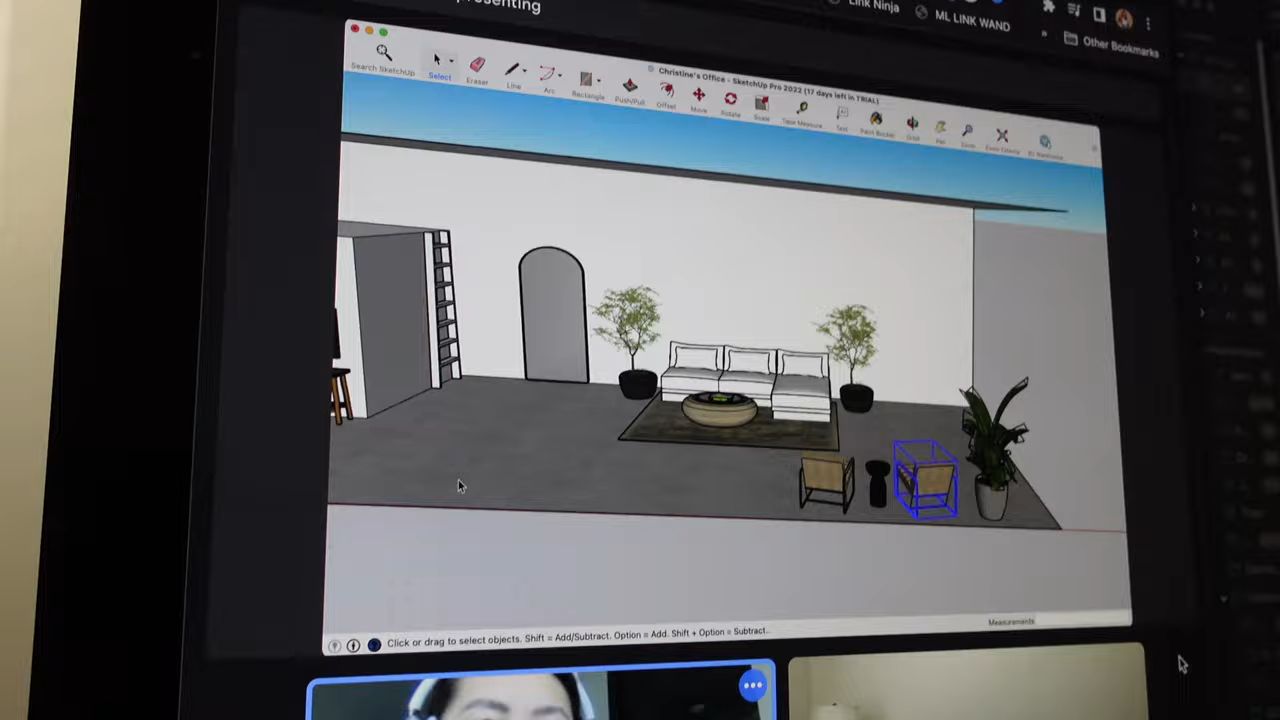 presenting
Link Ninja
ML LINK WAND
»
Other Bookmarks
Christine's Office - SketchUp Pro 2022 (17 days left in TRIAL)
Search SketchUp
Select
Eraser
Line
Arc
Rectangle
Push/Pull
Offset
Move
Rotate
Scale
Tape Measure
Text
Paint Bucket
Orbit
Pan
Zoom
Zoom Extents
3D Warehouse
Click or drag to select objects. Shift = Add/Subtract. Option = Add. Shift + Option = Subtract.
Measurements